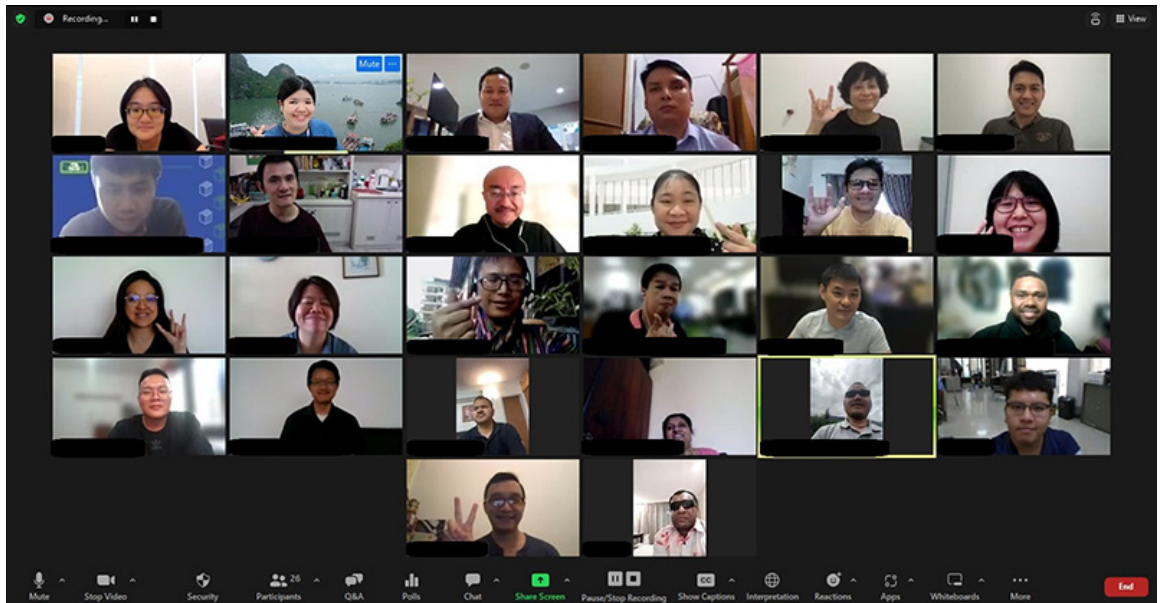 Recording...
View
Mute
Mute
Stop Video
Security
Participants
26
Q&A
Polls
Chat
Share Screen
Pause/Stop Recording
CC
Show Captions
Interpretation
Reactions
Apps
Whiteboards
More
End